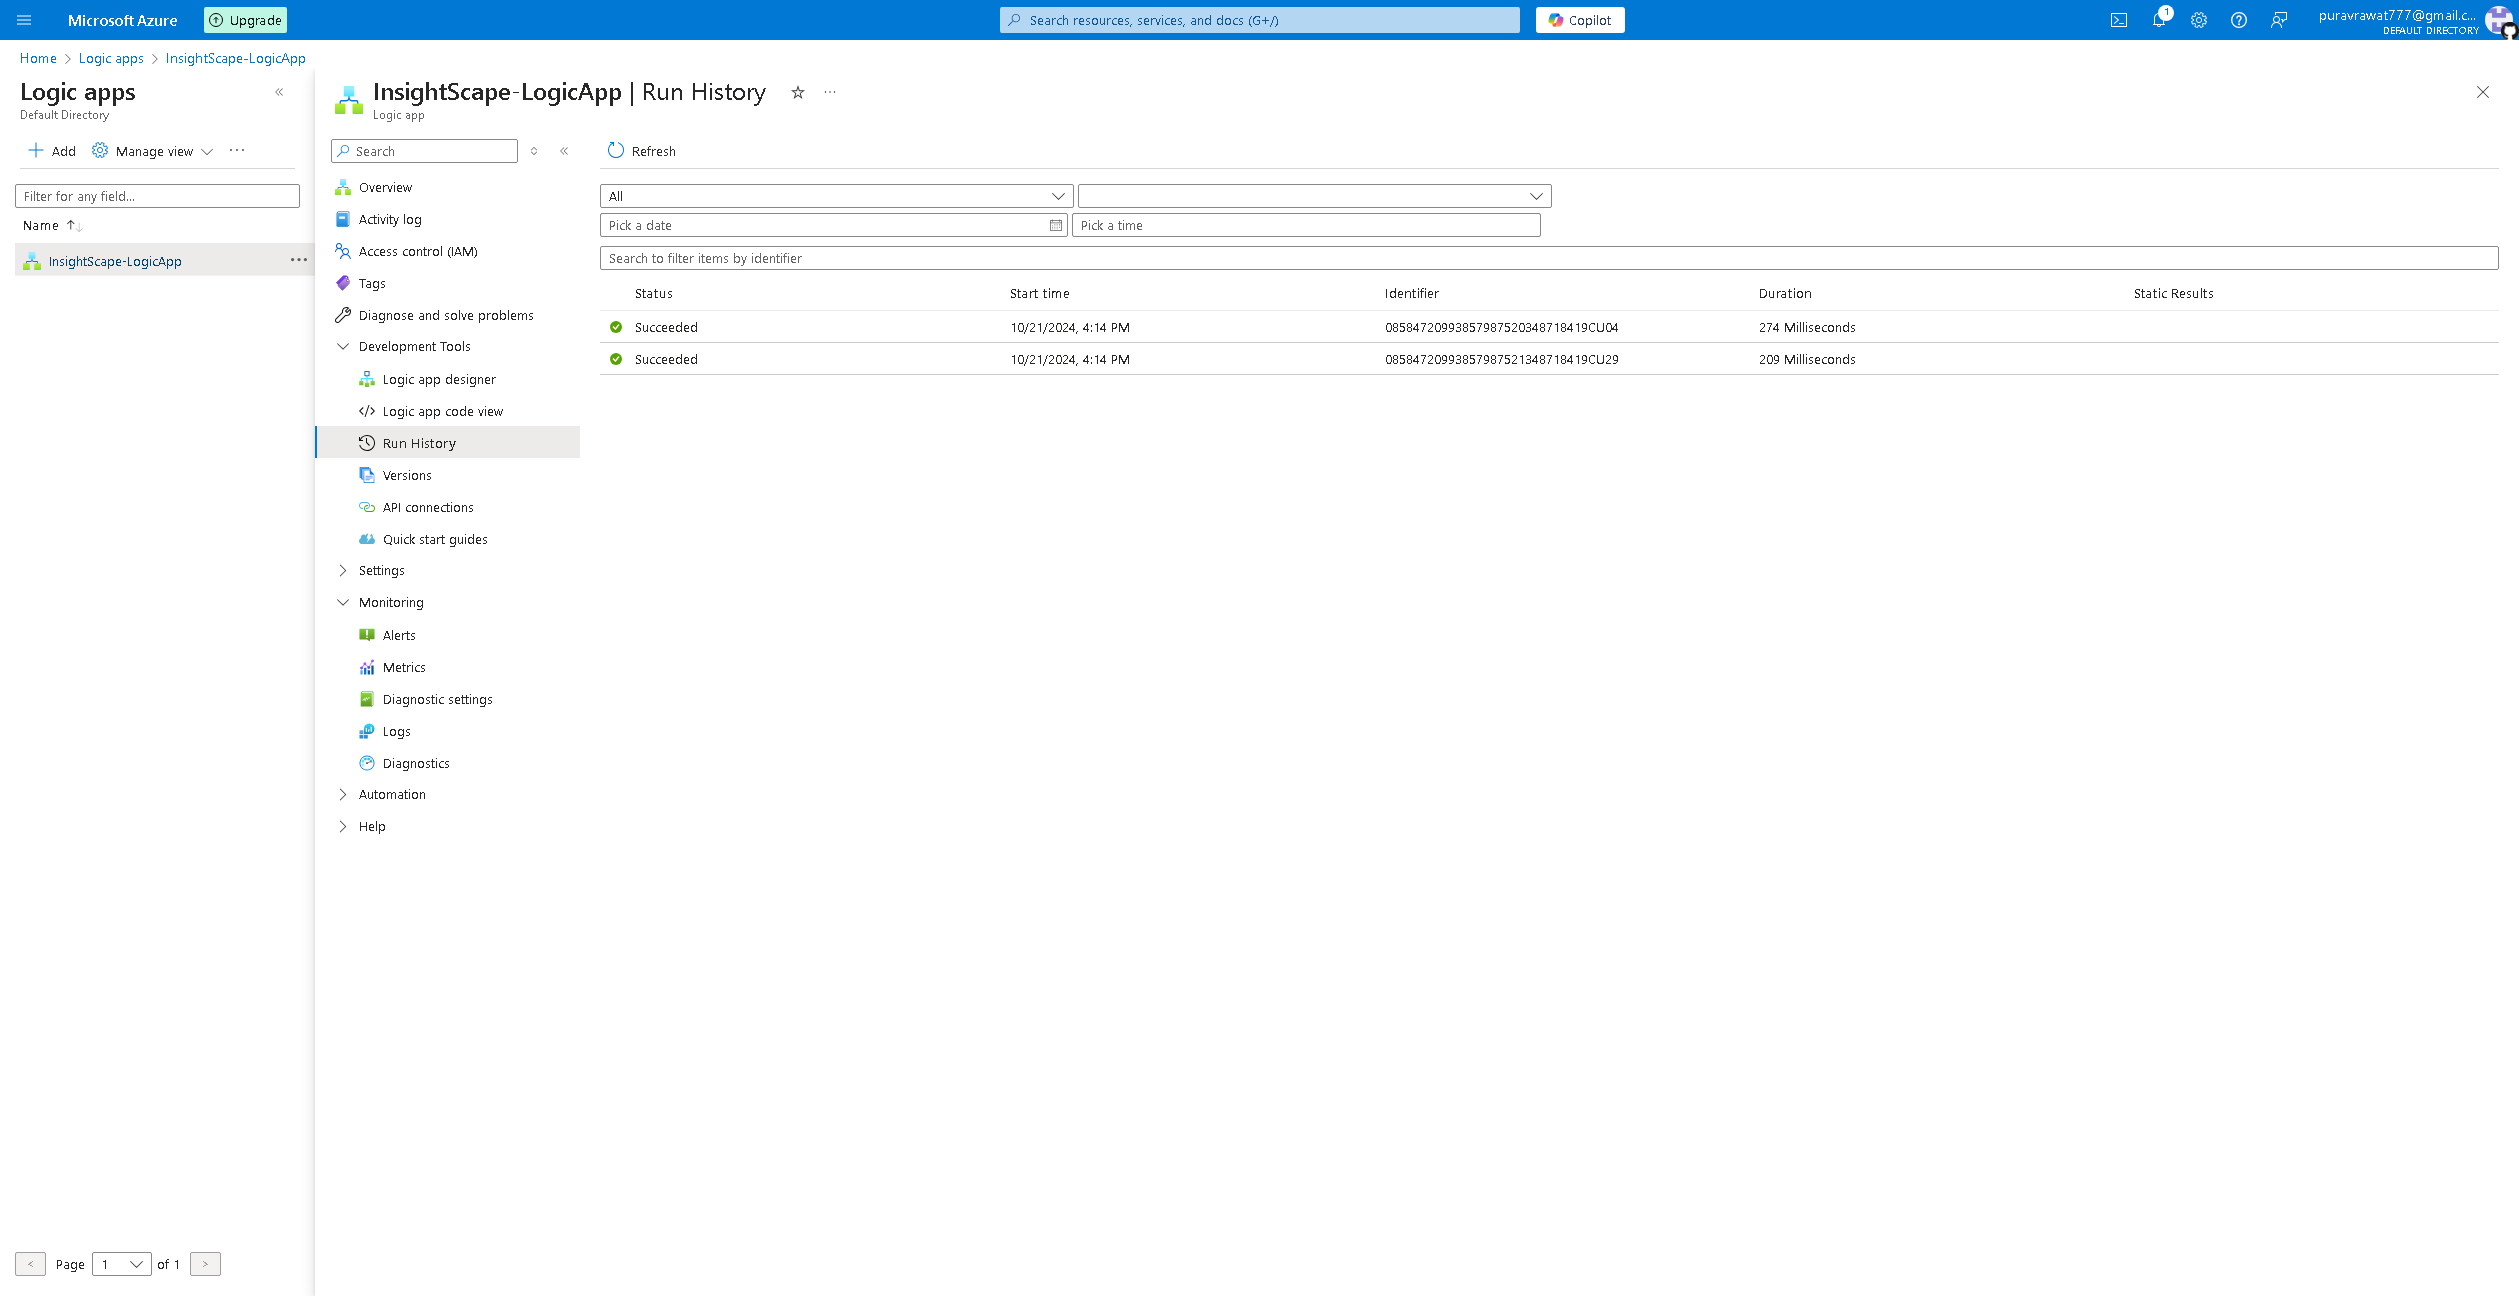 Microsoft Azure
Upgrade
Search resources, services, and docs (G+/)
Copilot
1
puravrawat777@gmail.c...
DEFAULT DIRECTORY
Home > Logic apps > InsightScape-LogicApp
Logic apps
Default Directory
Add
Manage view
Filter for any field...
Name
InsightScape-LogicApp
Page 1 of 1
InsightScape-LogicApp | Run History
Logic app
Search
Overview
Activity log
Access control (IAM)
Tags
Diagnose and solve problems
Development Tools
Logic app designer
Logic app code view
Run History
Versions
API connections
Quick start guides
Settings
Monitoring
Alerts
Metrics
Diagnostic settings
Logs
Diagnostics
Automation
Help
Refresh
All
Pick a date
Pick a time
Search to filter items by identifier
Status Start time Identifier Duration Static Results
Succeeded 10/21/2024, 4:14 PM 08584720993857987520348718419CU04 274 Milliseconds
Succeeded 10/21/2024, 4:14 PM 08584720993857987521348718419CU29 209 Milliseconds